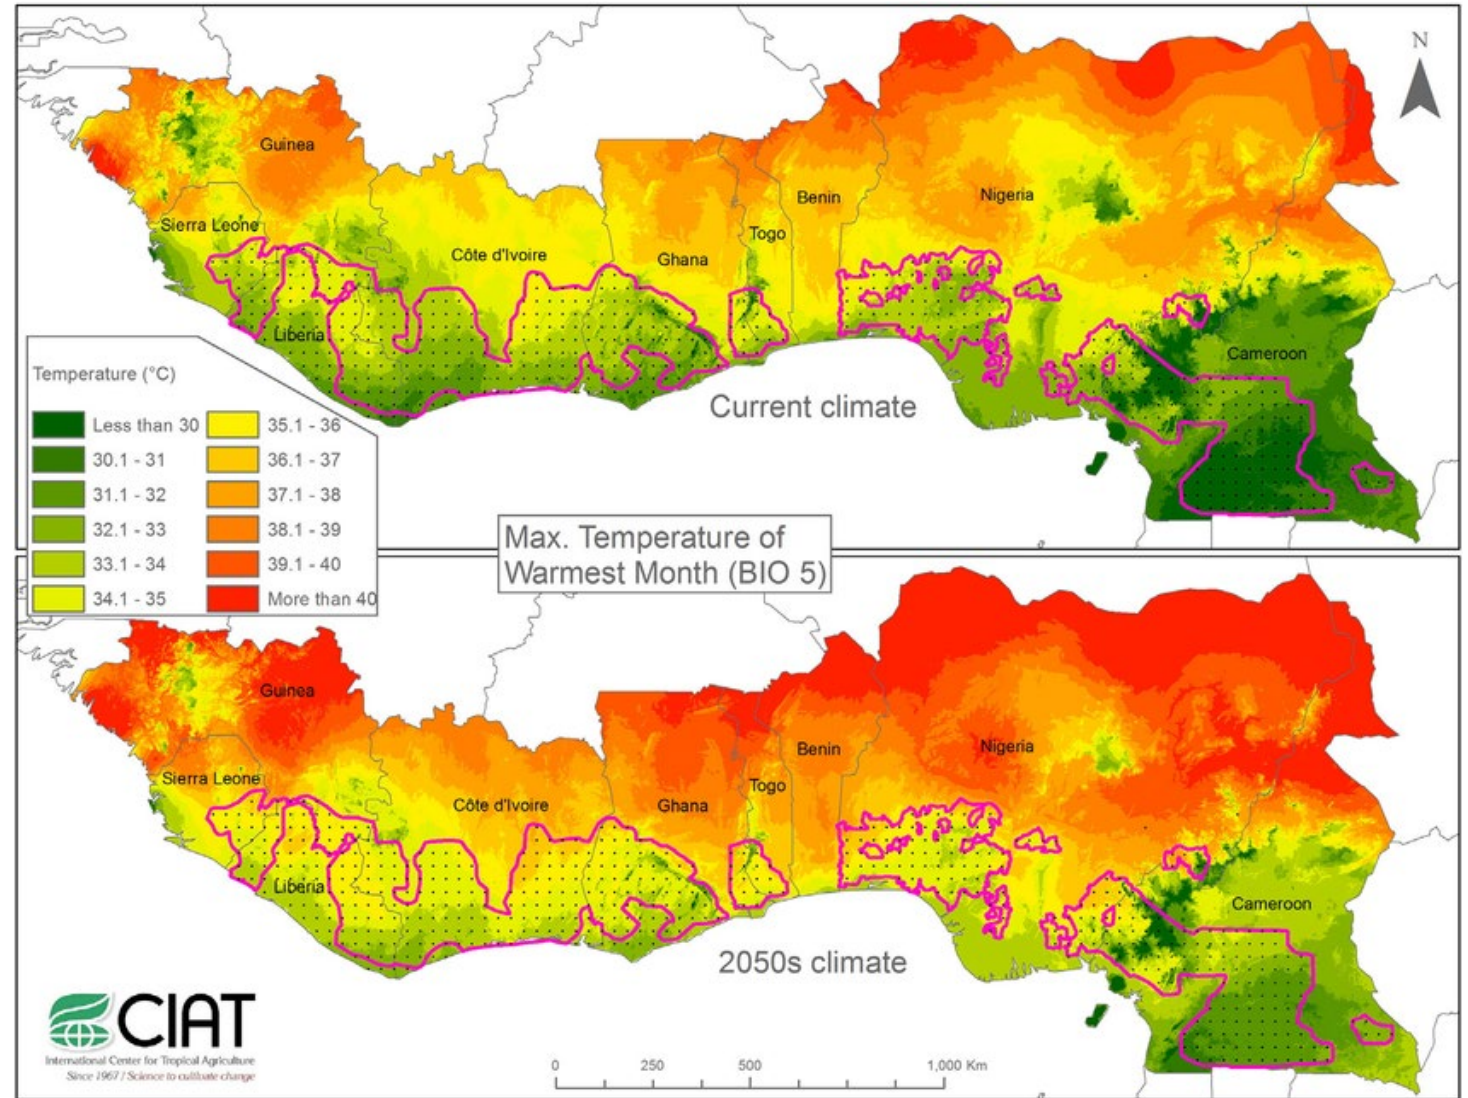 N
Guinea
Sierra Leone
Liberia
Côte d'Ivoire
Ghana
Togo
Benin
Nigeria
Cameroon
Current climate
Temperature (°C)
Less than 30
30.1 - 31
31.1 - 32
32.1 - 33
33.1 - 34
34.1 - 35
35.1 - 36
36.1 - 37
37.1 - 38
38.1 - 39
39.1 - 40
More than 40
Max. Temperature of
Warmest Month (BIO 5)
Guinea
Sierra Leone
Liberia
Côte d'Ivoire
Ghana
Togo
Benin
Nigeria
Cameroon
2050s climate
CIAT
International Center for Tropical Agriculture
Since 1967 / Science to cultivate change
0 250 500 1,000 Km